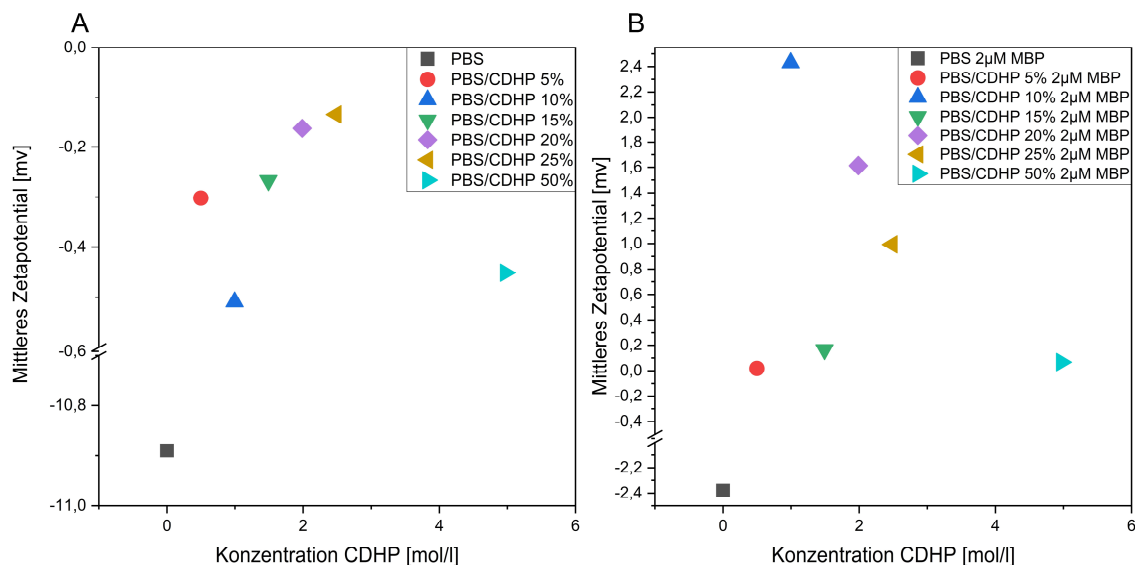 A
Mittleres Zetapotential [mv]
0,0
-0,2
-0,4
-0,6
-10,8
-11,0
PBS
PBS/CDHP 5%
PBS/CDHP 10%
PBS/CDHP 15%
PBS/CDHP 20%
PBS/CDHP 25%
PBS/CDHP 50%
0 2 4 6
Konzentration CDHP [mol/l]
B
Mittleres Zetapotential [mv]
2,4
2,2
2,0
1,8
1,6
1,4
1,2
1,0
0,8
0,6
0,4
0,2
0,0
-0,2
-0,4
-2,2
-2,4
PBS 2µM MBP
PBS/CDHP 5% 2µM MBP
PBS/CDHP 10% 2µM MBP
PBS/CDHP 15% 2µM MBP
PBS/CDHP 20% 2µM MBP
PBS/CDHP 25% 2µM MBP
PBS/CDHP 50% 2µM MBP
0 2 4 6
Konzentration CDHP [mol/l]